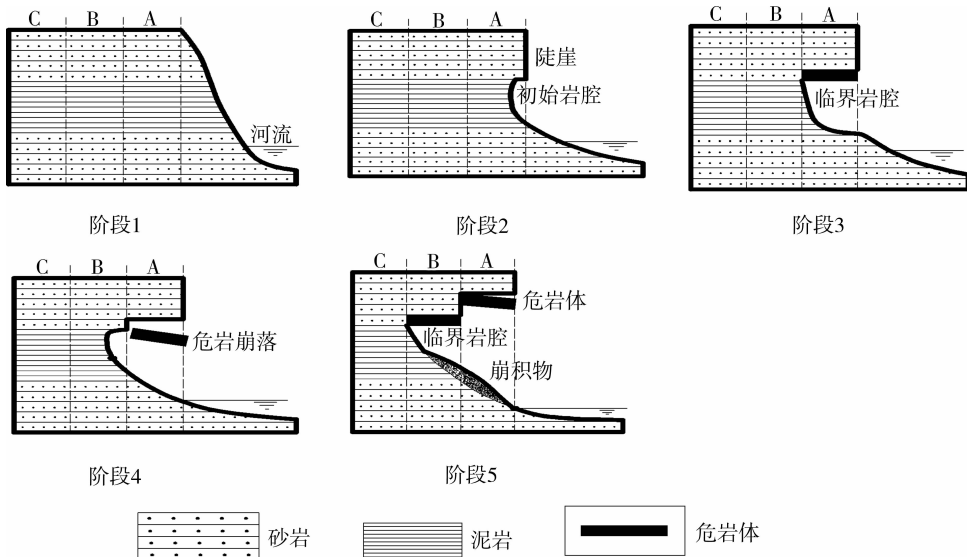 C B A
河流
阶段1
C B A
陡崖
初始岩腔
阶段2
C B A
临界岩腔
阶段3
C B A
危岩崩落
阶段4
C B A
危岩体
临界岩腔
崩积物
阶段5
砂岩
泥岩
危岩体